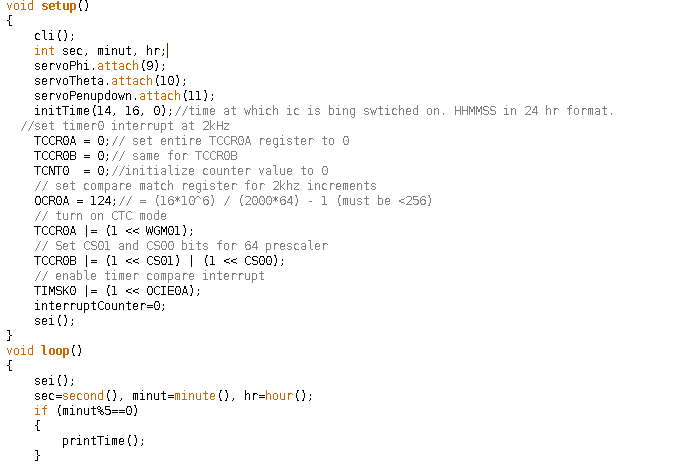 void setup()
{
    cli();
    int sec, minut, hr;
    servoPhi.attach(9);
    servoTheta.attach(10);
    servoPenupdown.attach(11);
    initTime(14, 16, 0);//time at which ic is bing swtiched on. HHMMSS in 24 hr format.
  //set timer0 interrupt at 2kHz
    TCCR0A = 0;// set entire TCCR0A register to 0
    TCCR0B = 0;// same for TCCR0B
    TCNT0  = 0;//initialize counter value to 0
    // set compare match register for 2khz increments
    OCR0A = 124;// = (16*10^6) / (2000*64) - 1 (must be <256)
    // turn on CTC mode
    TCCR0A |= (1 << WGM01);
    // Set CS01 and CS00 bits for 64 prescaler
    TCCR0B |= (1 << CS01) | (1 << CS00);
    // enable timer compare interrupt
    TIMSK0 |= (1 << OCIE0A);
    interruptCounter=0;
    sei();
}
void loop()
{
    sei();
    sec=second(), minut=minute(), hr=hour();
    if (minut%5==0)
    {
        printTime();
    }